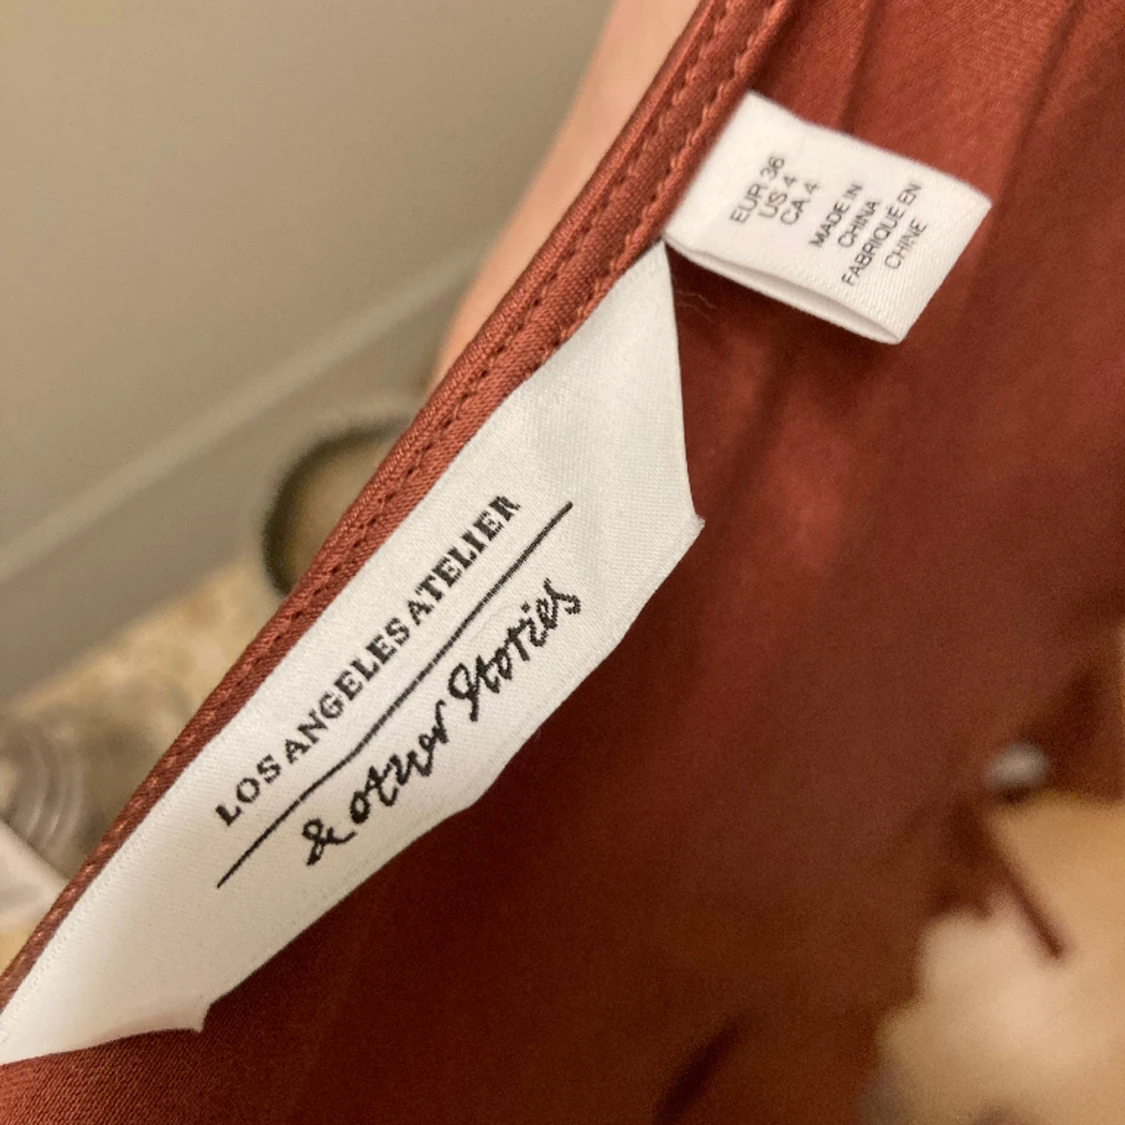 LOS ANGELES ATELIER
& other Stories
EUR 36
US 4
CA 4
MADE IN
CHINA
FABRIQUÉ EN
CHINE